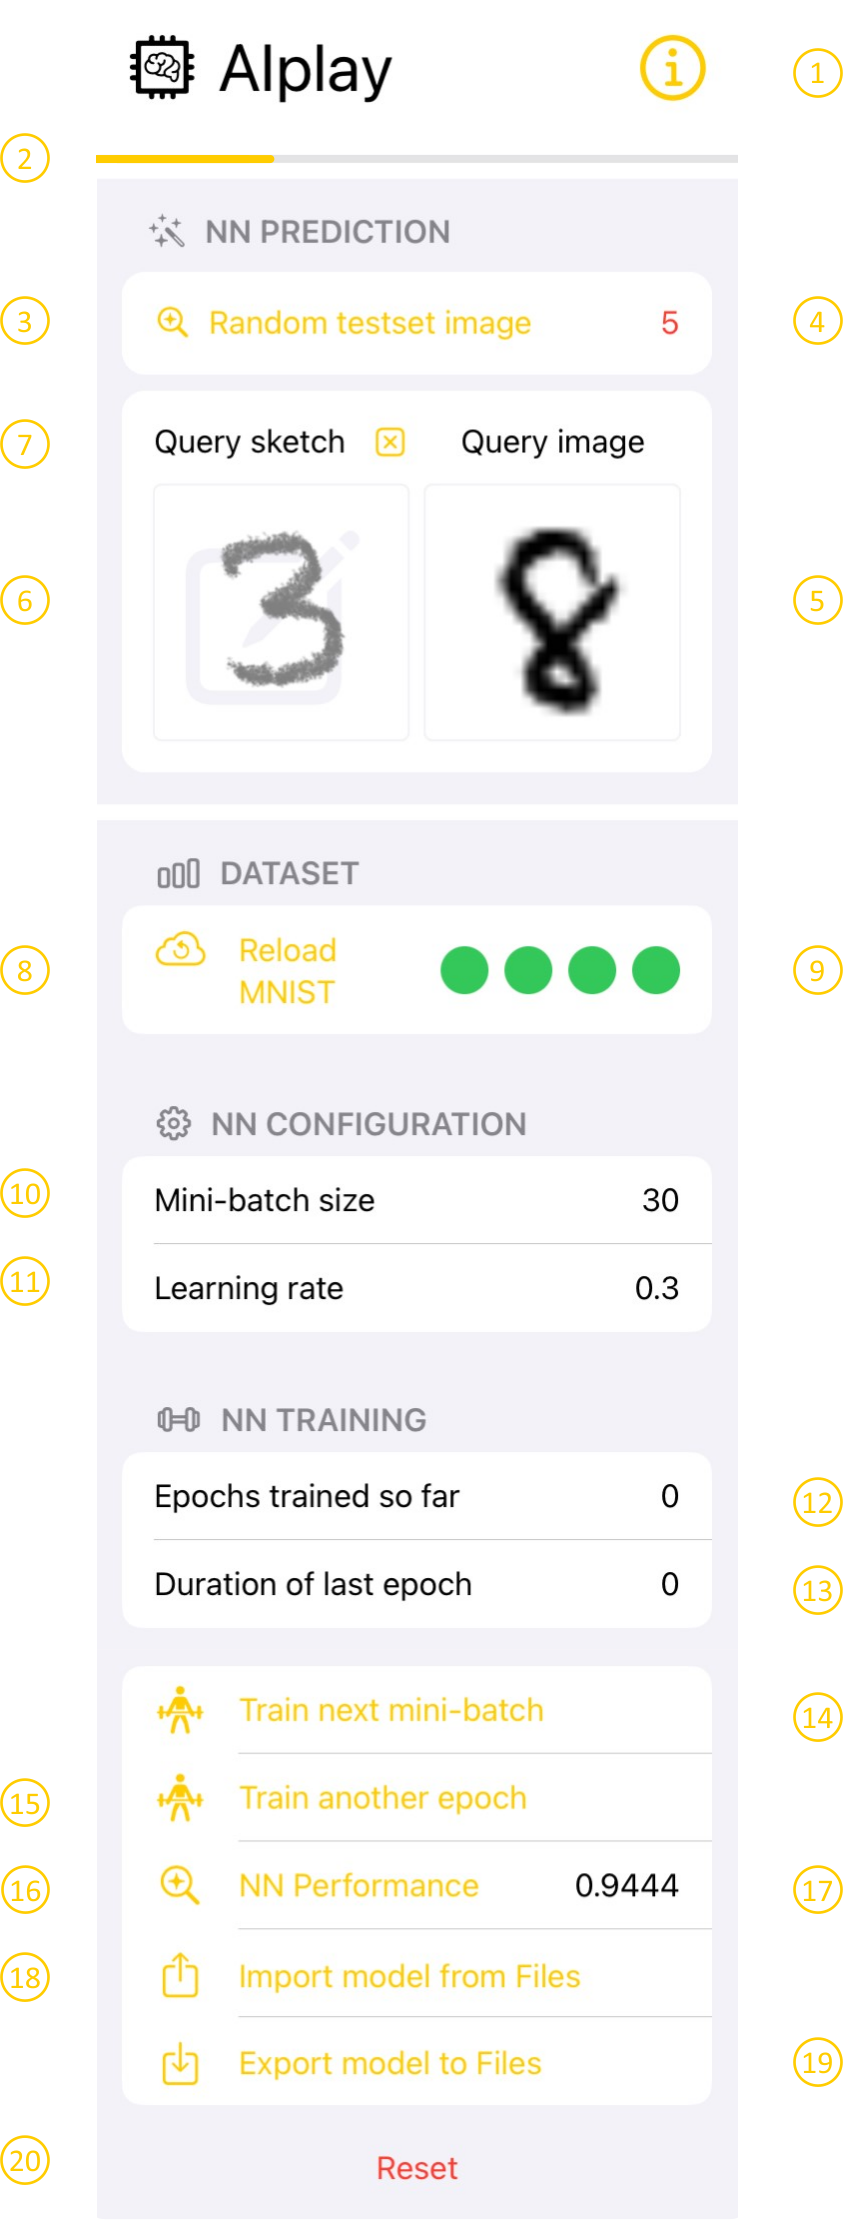 AIplay
1
2
NN PREDICTION
3 Random testset image 5 4
7 Query sketch Query image
6 3 8 5
DATASET
8 Reload
MNIST 9
NN CONFIGURATION
10 Mini-batch size 30
11 Learning rate 0.3
NN TRAINING
Epochs trained so far 0 12
Duration of last epoch 0 13
Train next mini-batch 14
15 Train another epoch
16 NN Performance 0.9444 17
18 Import model from Files
Export model to Files 19
20 Reset